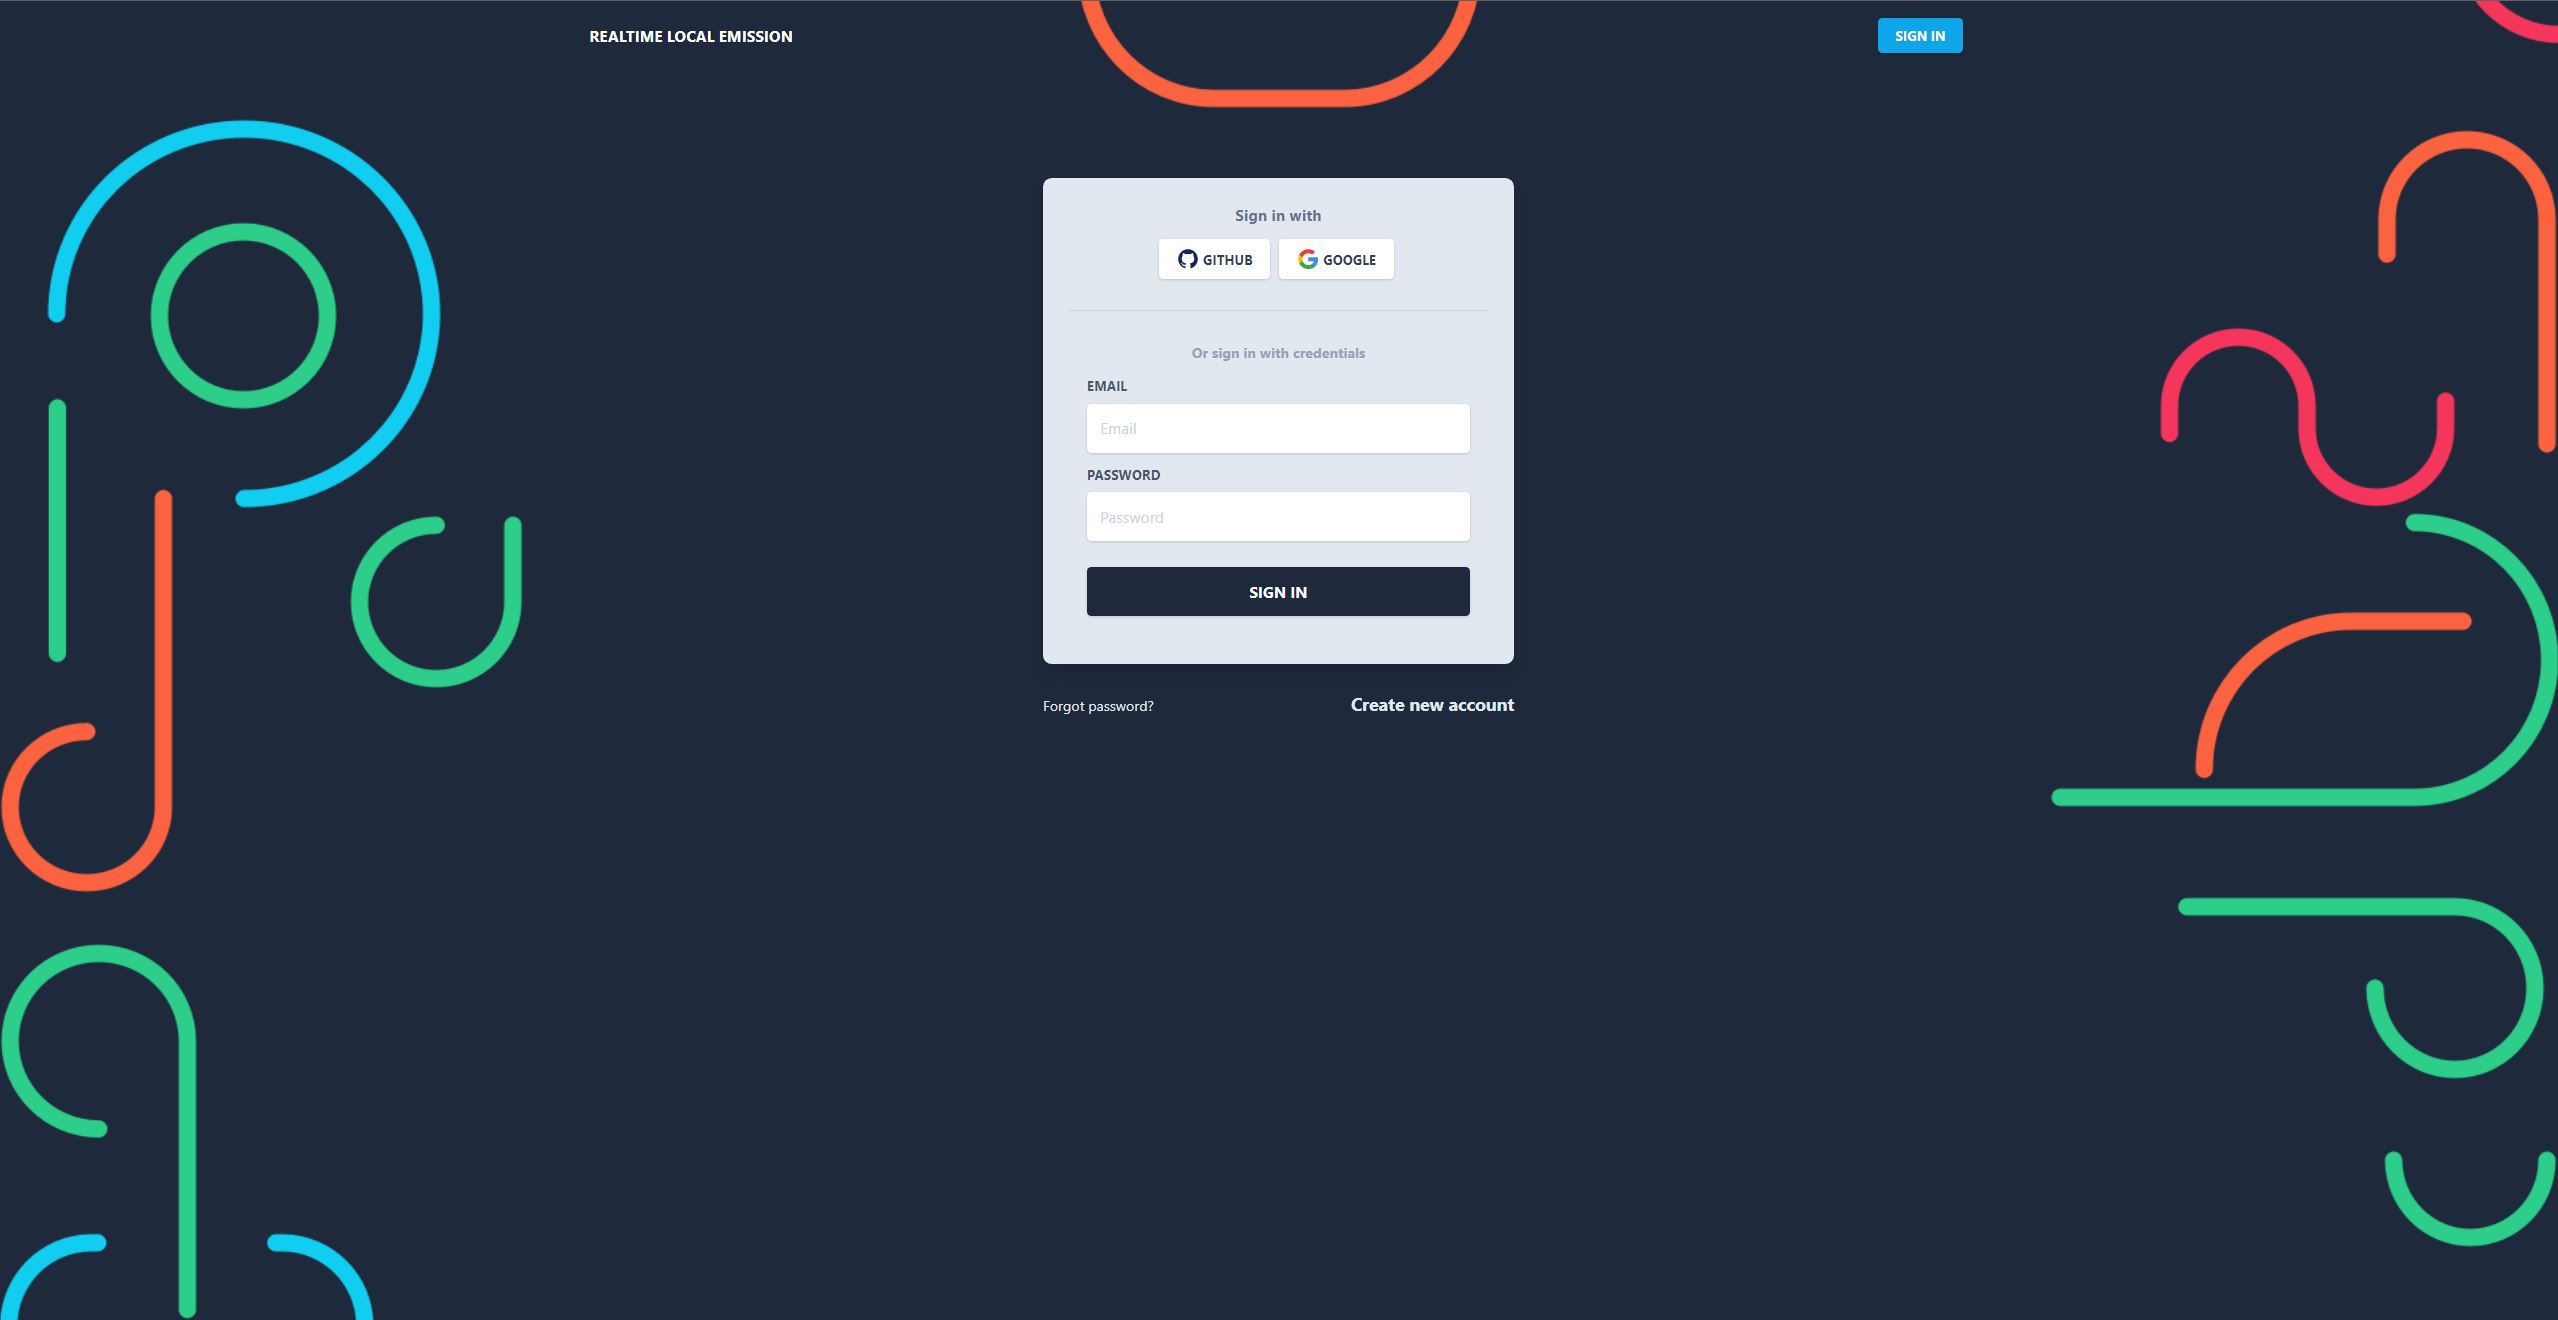 REALTIME LOCAL EMISSION
SIGN IN
Sign in with
GITHUB
GOOGLE
Or sign in with credentials
EMAIL
Email
PASSWORD
Password
SIGN IN
Forgot password?
Create new account